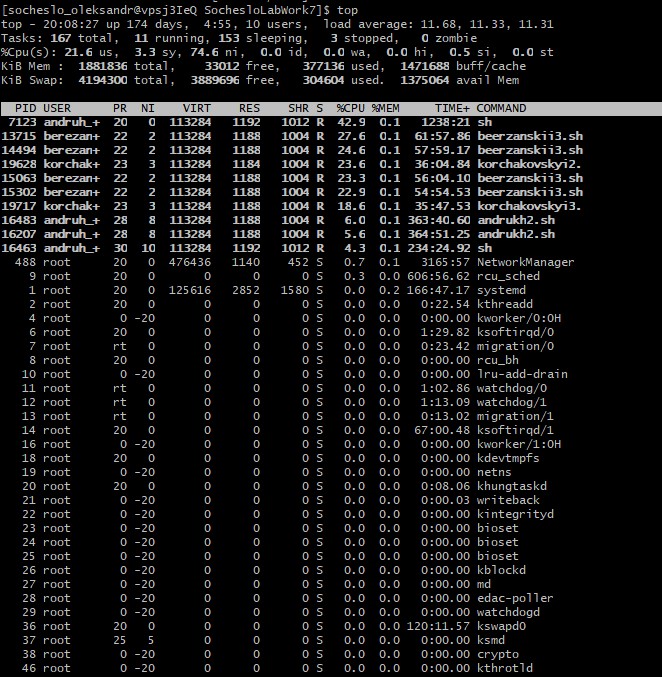 [socheslo_oleksandr@vpsj3IeQ SochesloLabWork7]$ top
top - 20:08:27 up 174 days,  4:55, 10 users,  load average: 11.68, 11.33, 11.31
Tasks: 167 total,  11 running, 153 sleeping,   3 stopped,   0 zombie
%Cpu(s): 21.6 us,  3.3 sy, 74.6 ni,  0.0 id,  0.0 wa,  0.0 hi,  0.5 si,  0.0 st
KiB Mem :  1881836 total,    33012 free,   377136 used,  1471688 buff/cache
KiB Swap:  4194300 total,  3889696 free,   304604 used.  1375064 avail Mem
PID USER      PR  NI    VIRT    RES    SHR S  %CPU %MEM     TIME+ COMMAND
7123 andruh_+  20   0  113284   1192   1012 R  42.9  0.1   1238:21 sh
13715 berezan+  22   2  113284   1188   1004 R  27.6  0.1  61:57.86 beerzanskii3.sh
14494 berezan+  22   2  113284   1188   1004 R  24.6  0.1  57:59.17 beerzanskii3.sh
19628 korchak+  23   3  113284   1184   1004 R  23.6  0.1  36:04.84 korchakovskyi2.
15063 berezan+  22   2  113284   1188   1004 R  23.3  0.1  56:04.10 beerzanskii3.sh
15302 berezan+  22   2  113284   1188   1004 R  22.9  0.1  54:54.53 beerzanskii3.sh
19717 korchak+  23   3  113284   1188   1004 R  18.6  0.1  35:47.53 korchakovskyi3.
16483 andruh_+  28   8  113284   1188   1004 R   6.0  0.1 363:40.60 andrukh2.sh
16207 andruh_+  28   8  113284   1188   1004 R   5.6  0.1 364:51.25 andrukh2.sh
16463 andruh_+  30  10  113284   1192   1012 R   4.3  0.1 234:24.92 sh
488 root      20   0  476436   1140    452 S   0.7  0.1   3165:57 NetworkManager
9 root      20   0       0      0      0 S   0.3  0.0 606:56.62 rcu_sched
1 root      20   0  125616   2852   1580 S   0.0  0.2 166:47.17 systemd
2 root      20   0       0      0      0 S   0.0  0.0   0:22.54 kthreadd
4 root       0 -20       0      0      0 S   0.0  0.0   0:00.00 kworker/0:0H
6 root      20   0       0      0      0 S   0.0  0.0   1:29.82 ksoftirqd/0
7 root      rt   0       0      0      0 S   0.0  0.0   0:23.42 migration/0
8 root      20   0       0      0      0 S   0.0  0.0   0:00.00 rcu_bh
10 root       0 -20       0      0      0 S   0.0  0.0   0:00.00 lru-add-drain
11 root      rt   0       0      0      0 S   0.0  0.0   1:02.86 watchdog/0
12 root      rt   0       0      0      0 S   0.0  0.0   1:13.09 watchdog/1
13 root      rt   0       0      0      0 S   0.0  0.0   0:13.02 migration/1
14 root      20   0       0      0      0 S   0.0  0.0  67:00.48 ksoftirqd/1
16 root       0 -20       0      0      0 S   0.0  0.0   0:00.00 kworker/1:0H
18 root      20   0       0      0      0 S   0.0  0.0   0:00.00 kdevtmpfs
19 root       0 -20       0      0      0 S   0.0  0.0   0:00.00 netns
20 root      20   0       0      0      0 S   0.0  0.0   0:08.06 khungtaskd
21 root       0 -20       0      0      0 S   0.0  0.0   0:00.03 writeback
22 root       0 -20       0      0      0 S   0.0  0.0   0:00.00 kintegrityd
23 root       0 -20       0      0      0 S   0.0  0.0   0:00.00 bioset
24 root       0 -20       0      0      0 S   0.0  0.0   0:00.00 bioset
25 root       0 -20       0      0      0 S   0.0  0.0   0:00.00 bioset
26 root       0 -20       0      0      0 S   0.0  0.0   0:00.00 kblockd
27 root       0 -20       0      0      0 S   0.0  0.0   0:00.00 md
28 root       0 -20       0      0      0 S   0.0  0.0   0:00.00 edac-poller
29 root       0 -20       0      0      0 S   0.0  0.0   0:00.00 watchdogd
36 root      20   0       0      0      0 S   0.0  0.0 120:11.57 kswapd0
37 root      25   5       0      0      0 S   0.0  0.0   0:00.00 ksmd
38 root       0 -20       0      0      0 S   0.0  0.0   0:00.00 crypto
46 root       0 -20       0      0      0 S   0.0  0.0   0:00.00 kthrotld